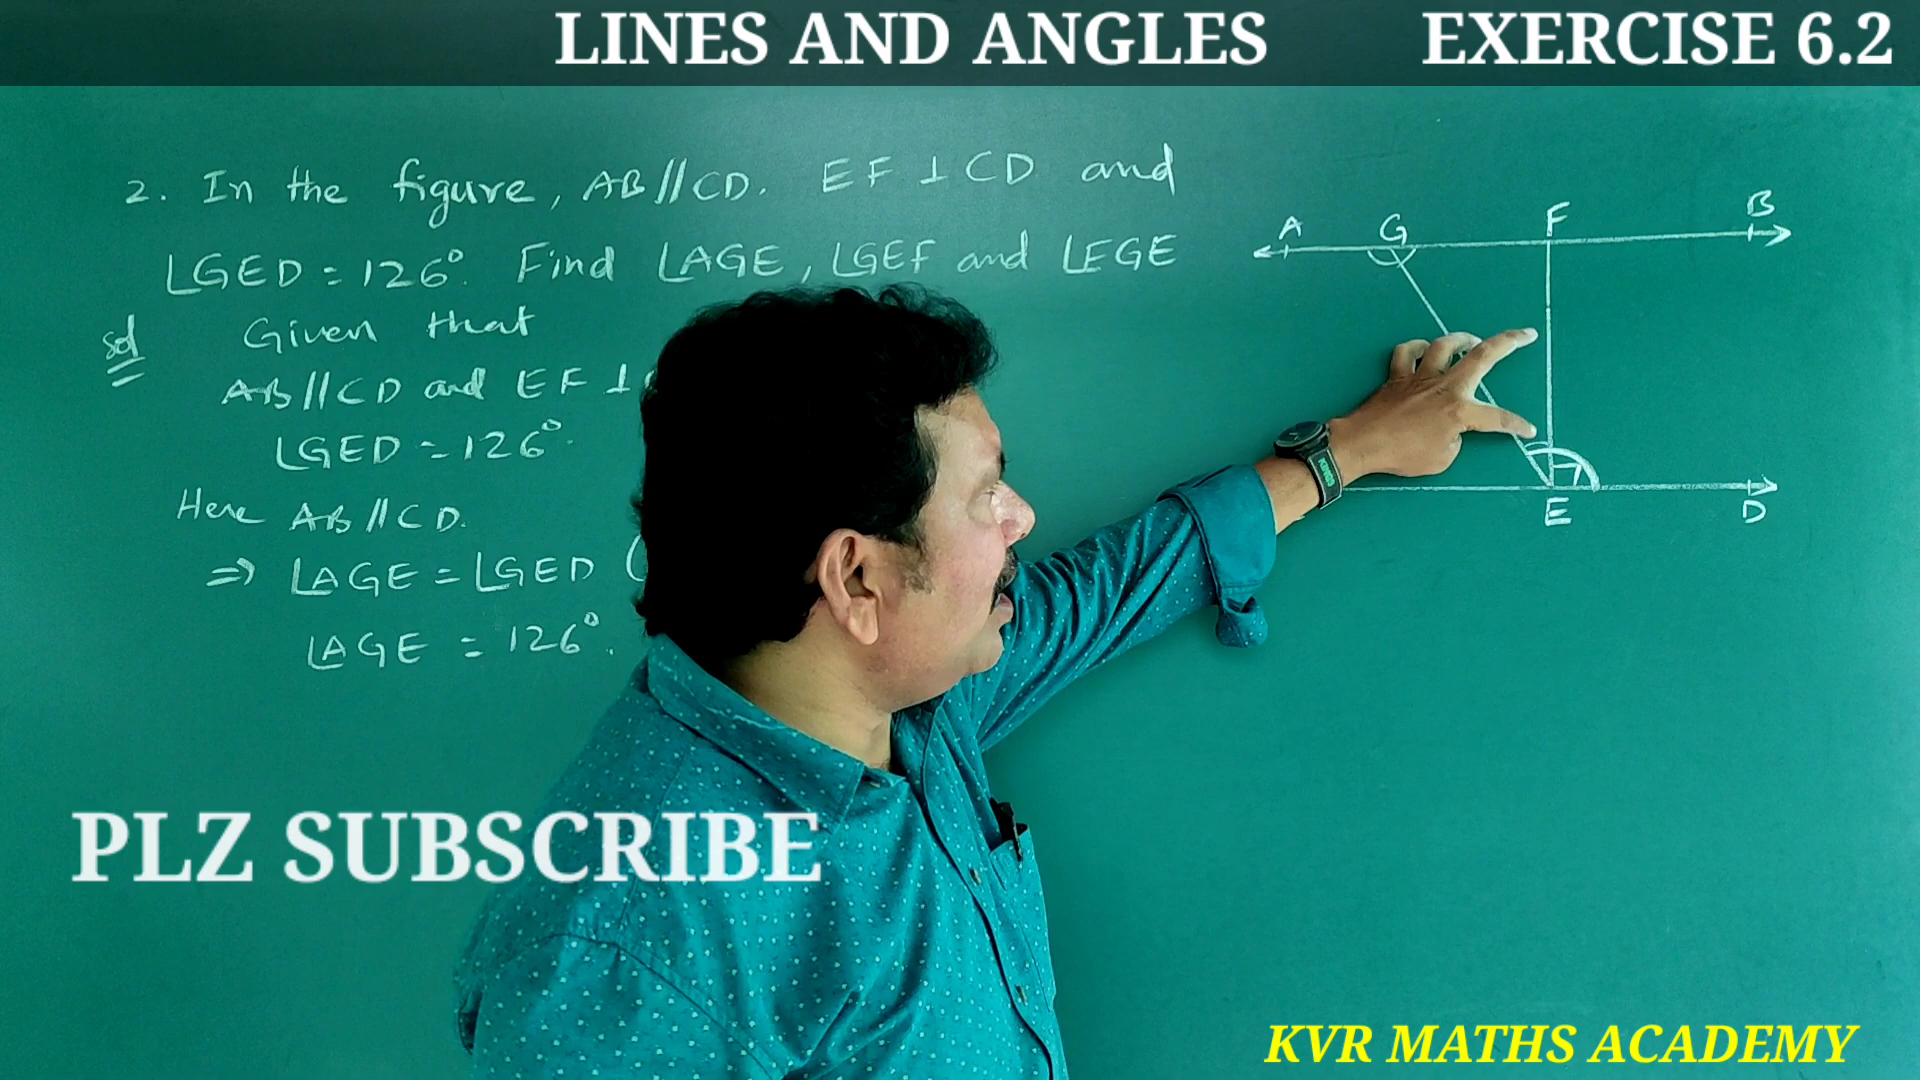 LINES AND ANGLES EXERCISE 6.2
2. In the figure, AB//CD. EF ⊥ CD and
∠GED = 126°. Find ∠AGE, ∠GEF and ∠FGE
Sol Given that
AB//CD and EF ⊥
∠GED = 126°.
Here AB//CD.
⇒ ∠AGE = ∠GED (
∠AGE = 126°.
A G F B
E D
PLZ SUBSCRIBE
KVR MATHS ACADEMY